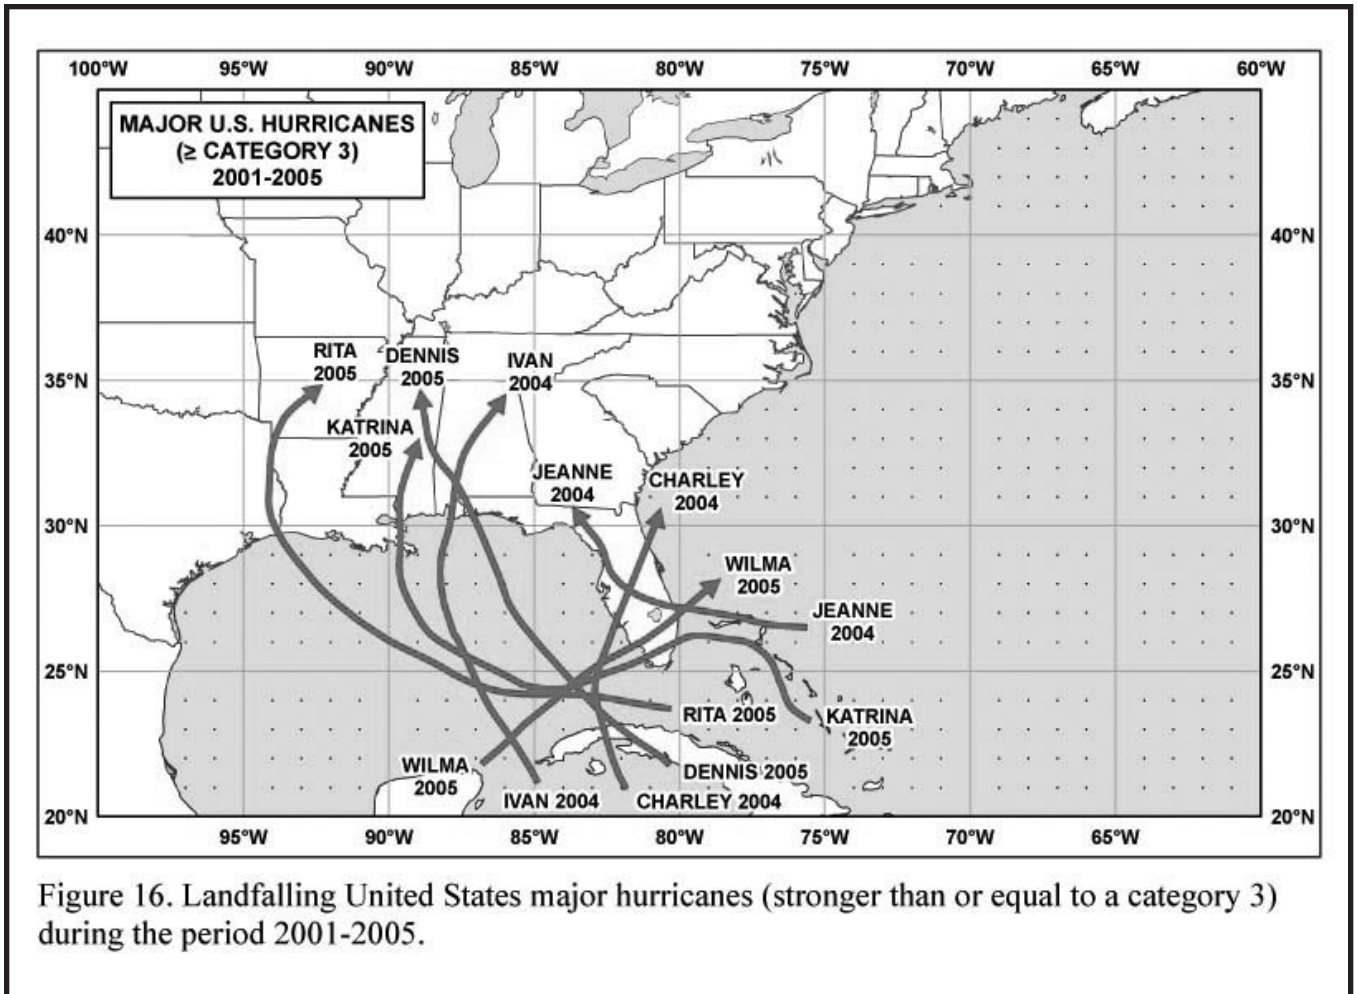 100°W 95°W 90°W 85°W 80°W 75°W 70°W 65°W 60°W
MAJOR U.S. HURRICANES
(≥ CATEGORY 3)
2001-2005
40°N 40°N
RITA
2005
DENNIS
2005
IVAN
2004
35°N 35°N
KATRINA
2005
JEANNE
2004
CHARLEY
2004
30°N 30°N
WILMA
2005
JEANNE
2004
25°N 25°N
RITA 2005
KATRINA
2005
WILMA
2005
DENNIS 2005
IVAN 2004
CHARLEY 2004
20°N 20°N
95°W 90°W 85°W 80°W 75°W 70°W 65°W
Figure 16. Landfalling United States major hurricanes (stronger than or equal to a category 3)
during the period 2001-2005.